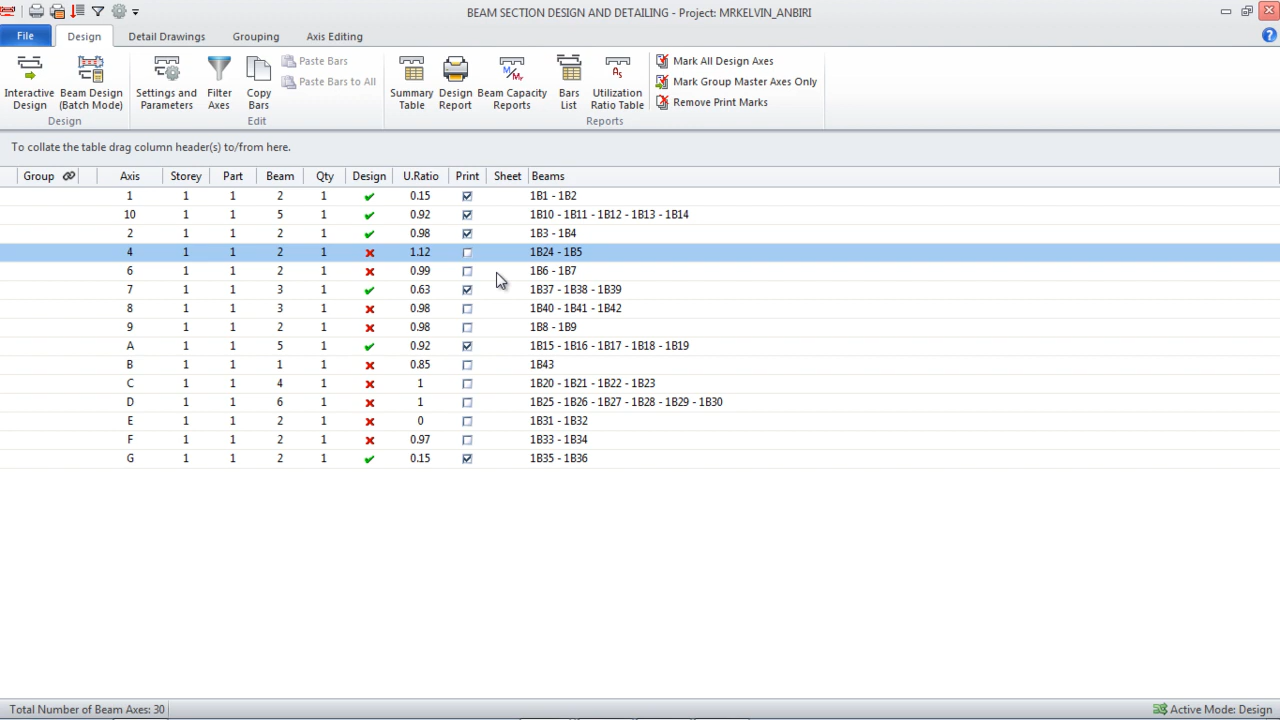 BEAM SECTION DESIGN AND DETAILING - Project: MRKELVIN_ANBIRI
File Design Detail Drawings Grouping Axis Editing
Interactive Design Beam Design (Batch Mode) Settings and Parameters Filter Axes Copy Bars Paste Bars Paste Bars to All Summary Table Design Report Beam Capacity Reports Bars List Utilization Ratio Table Mark All Design Axes Mark Group Master Axes Only Remove Print Marks
Design Edit Reports
To collate the table drag column header(s) to/from here.
Group Axis Storey Part Beam Qty Design U.Ratio Print Sheet Beams
1 1 1 2 1 0.15 1B1 - 1B2
10 1 1 5 1 0.92 1B10 - 1B11 - 1B12 - 1B13 - 1B14
2 1 1 2 1 0.98 1B3 - 1B4
4 1 1 2 1 1.12 1B24 - 1B5
6 1 1 2 1 0.99 1B6 - 1B7
7 1 1 3 1 0.63 1B37 - 1B38 - 1B39
8 1 1 3 1 0.98 1B40 - 1B41 - 1B42
9 1 1 2 1 0.98 1B8 - 1B9
A 1 1 5 1 0.92 1B15 - 1B16 - 1B17 - 1B18 - 1B19
B 1 1 1 1 0.85 1B43
C 1 1 4 1 1 1B20 - 1B21 - 1B22 - 1B23
D 1 1 6 1 1 1B25 - 1B26 - 1B27 - 1B28 - 1B29 - 1B30
E 1 1 2 1 0 1B31 - 1B32
F 1 1 2 1 0.97 1B33 - 1B34
G 1 1 2 1 0.15 1B35 - 1B36
Total Number of Beam Axes: 30 Active Mode: Design